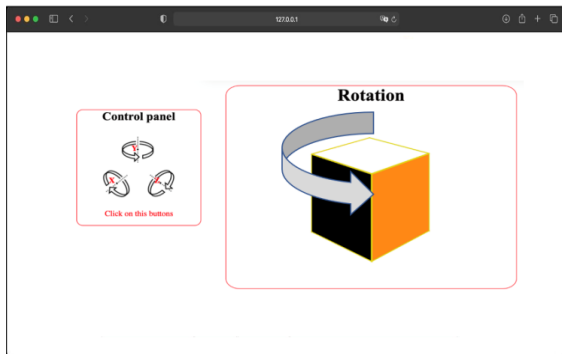 127.0.0.1
Control panel
Rotation
Y
X
Z
Click on this buttons